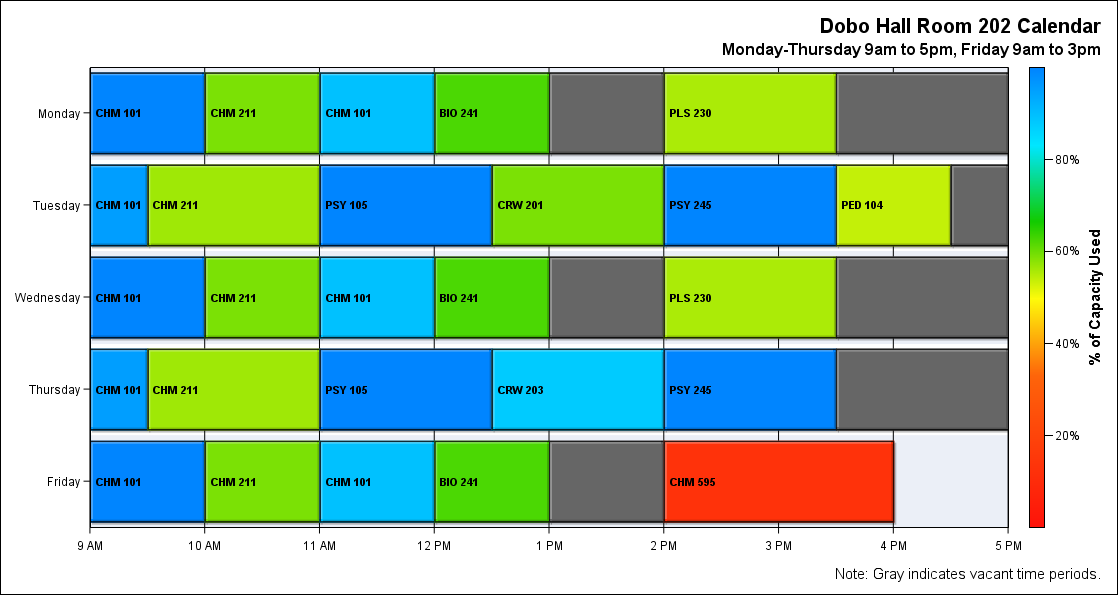 Dobo Hall Room 202 Calendar
Monday-Thursday 9am to 5pm, Friday 9am to 3pm
Monday
CHM 101
CHM 211
CHM 101
BIO 241
PLS 230
Tuesday
CHM 101
CHM 211
PSY 105
CRW 201
PSY 245
PED 104
Wednesday
CHM 101
CHM 211
CHM 101
BIO 241
PLS 230
Thursday
CHM 101
CHM 211
PSY 105
CRW 203
PSY 245
Friday
CHM 101
CHM 211
CHM 101
BIO 241
CHM 595
9 AM
10 AM
11 AM
12 PM
1 PM
2 PM
3 PM
4 PM
5 PM
80%
60%
40%
20%
% of Capacity Used
Note: Gray indicates vacant time periods.